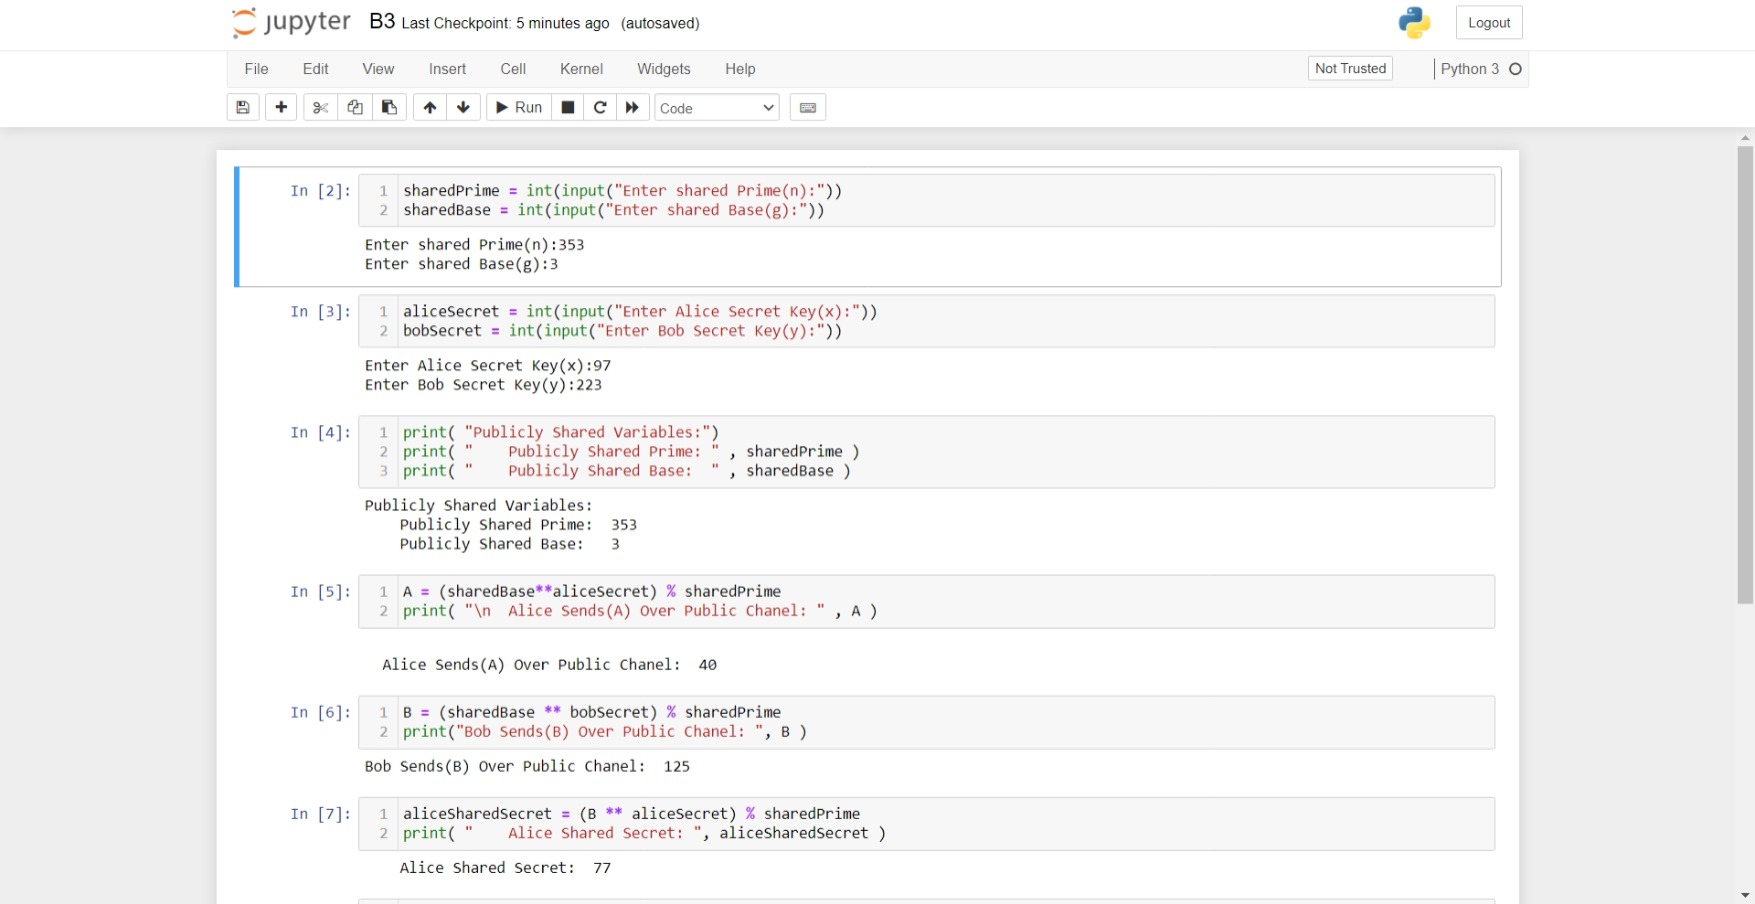 jupyter B3 Last Checkpoint: 5 minutes ago (autosaved) Logout
File Edit View Insert Cell Kernel Widgets Help Not Trusted Python 3
Run Code
In [2]: 1 sharedPrime = int(input("Enter shared Prime(n):"))
2 sharedBase = int(input("Enter shared Base(g):"))
Enter shared Prime(n):353
Enter shared Base(g):3
In [3]: 1 aliceSecret = int(input("Enter Alice Secret Key(x):"))
2 bobSecret = int(input("Enter Bob Secret Key(y):"))
Enter Alice Secret Key(x):97
Enter Bob Secret Key(y):223
In [4]: 1 print( "Publicly Shared Variables:")
2 print( "    Publicly Shared Prime: " , sharedPrime )
3 print( "    Publicly Shared Base:  " , sharedBase )
Publicly Shared Variables:
    Publicly Shared Prime:  353
    Publicly Shared Base:   3
In [5]: 1 A = (sharedBase**aliceSecret) % sharedPrime
2 print( "\n  Alice Sends(A) Over Public Chanel: " , A )
  Alice Sends(A) Over Public Chanel:  40
In [6]: 1 B = (sharedBase ** bobSecret) % sharedPrime
2 print("Bob Sends(B) Over Public Chanel: ", B )
Bob Sends(B) Over Public Chanel:  125
In [7]: 1 aliceSharedSecret = (B ** aliceSecret) % sharedPrime
2 print( "    Alice Shared Secret: ", aliceSharedSecret )
    Alice Shared Secret:  77